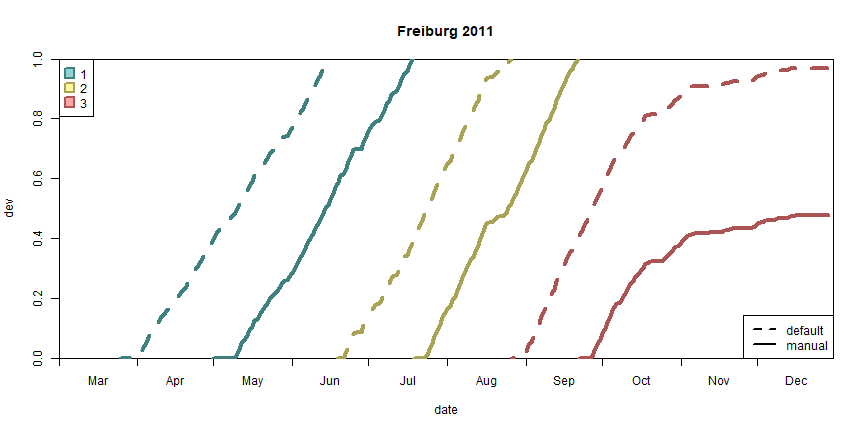 Freiburg 2011
dev
1.0
0.8
0.6
0.4
0.2
0.0
1
2
3
default
manual
Mar Apr May Jun Jul Aug Sep Oct Nov Dec
date